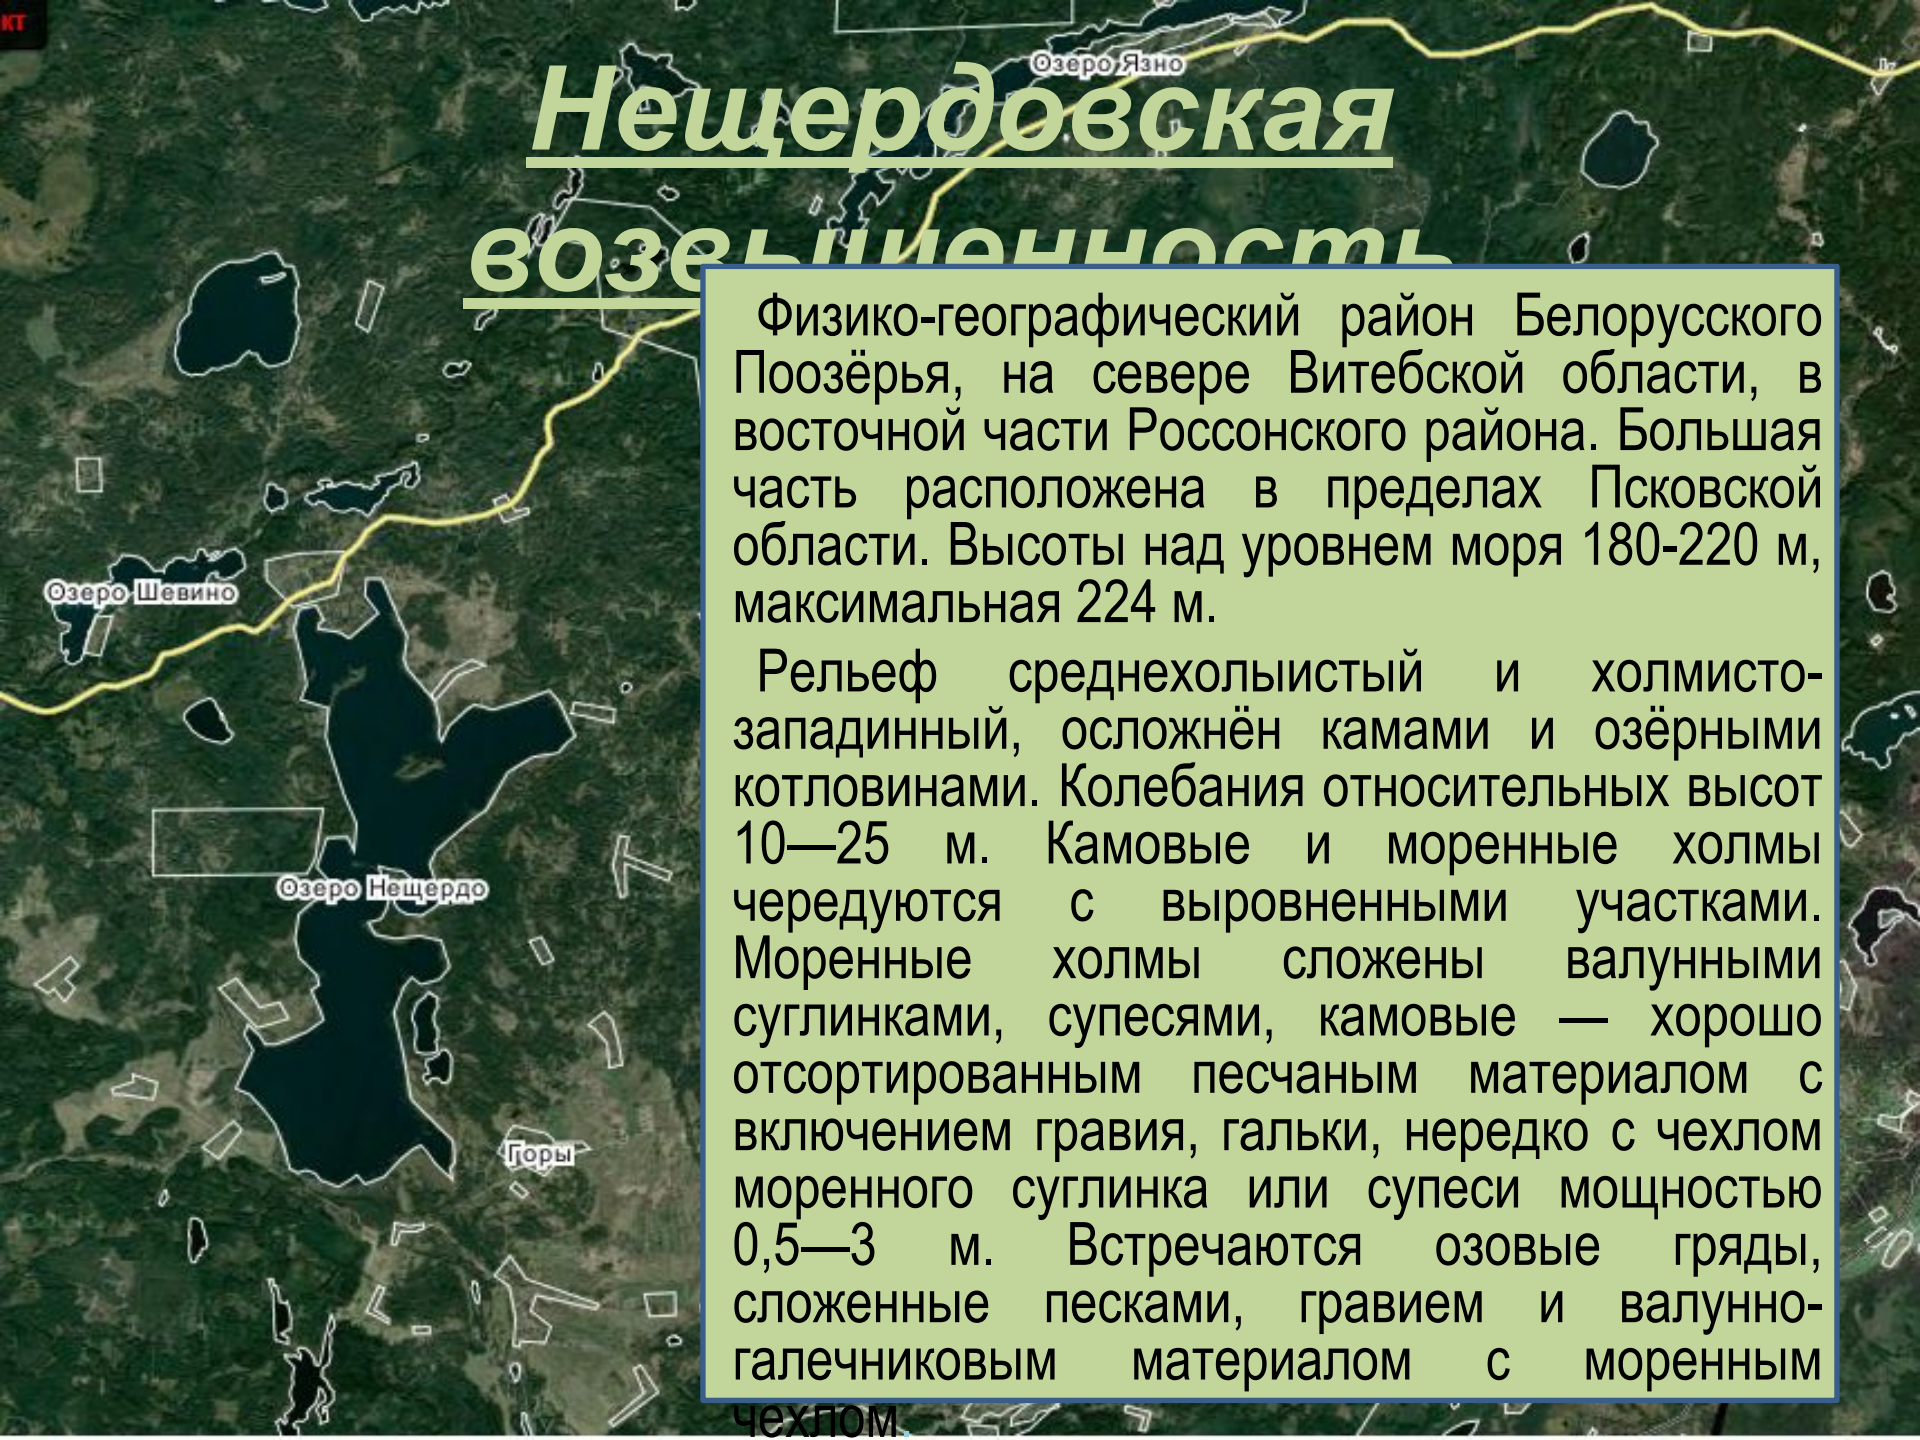 кт
Озеро Язно
Нещердовская
возвышенность
Физико-географический район Белорусского
Поозёрья, на севере Витебской области, в
восточной части Россонского района. Большая
часть расположена в пределах Псковской
области. Высоты над уровнем моря 180-220 м,
максимальная 224 м.
Рельеф среднехолыистый и холмисто-
западинный, осложнён камами и озёрными
котловинами. Колебания относительных высот
10—25 м. Камовые и моренные холмы
чередуются с выровненными участками.
Моренные холмы сложены валунными
суглинками, супесями, камовые — хорошо
отсортированным песчаным материалом с
включением гравия, гальки, нередко с чехлом
моренного суглинка или супеси мощностью
0,5—3 м. Встречаются озовые гряды,
сложенные песками, гравием и валунно-
галечниковым материалом с моренным
чехлом.
Озеро Шевино
Озеро Нещердо
Горы